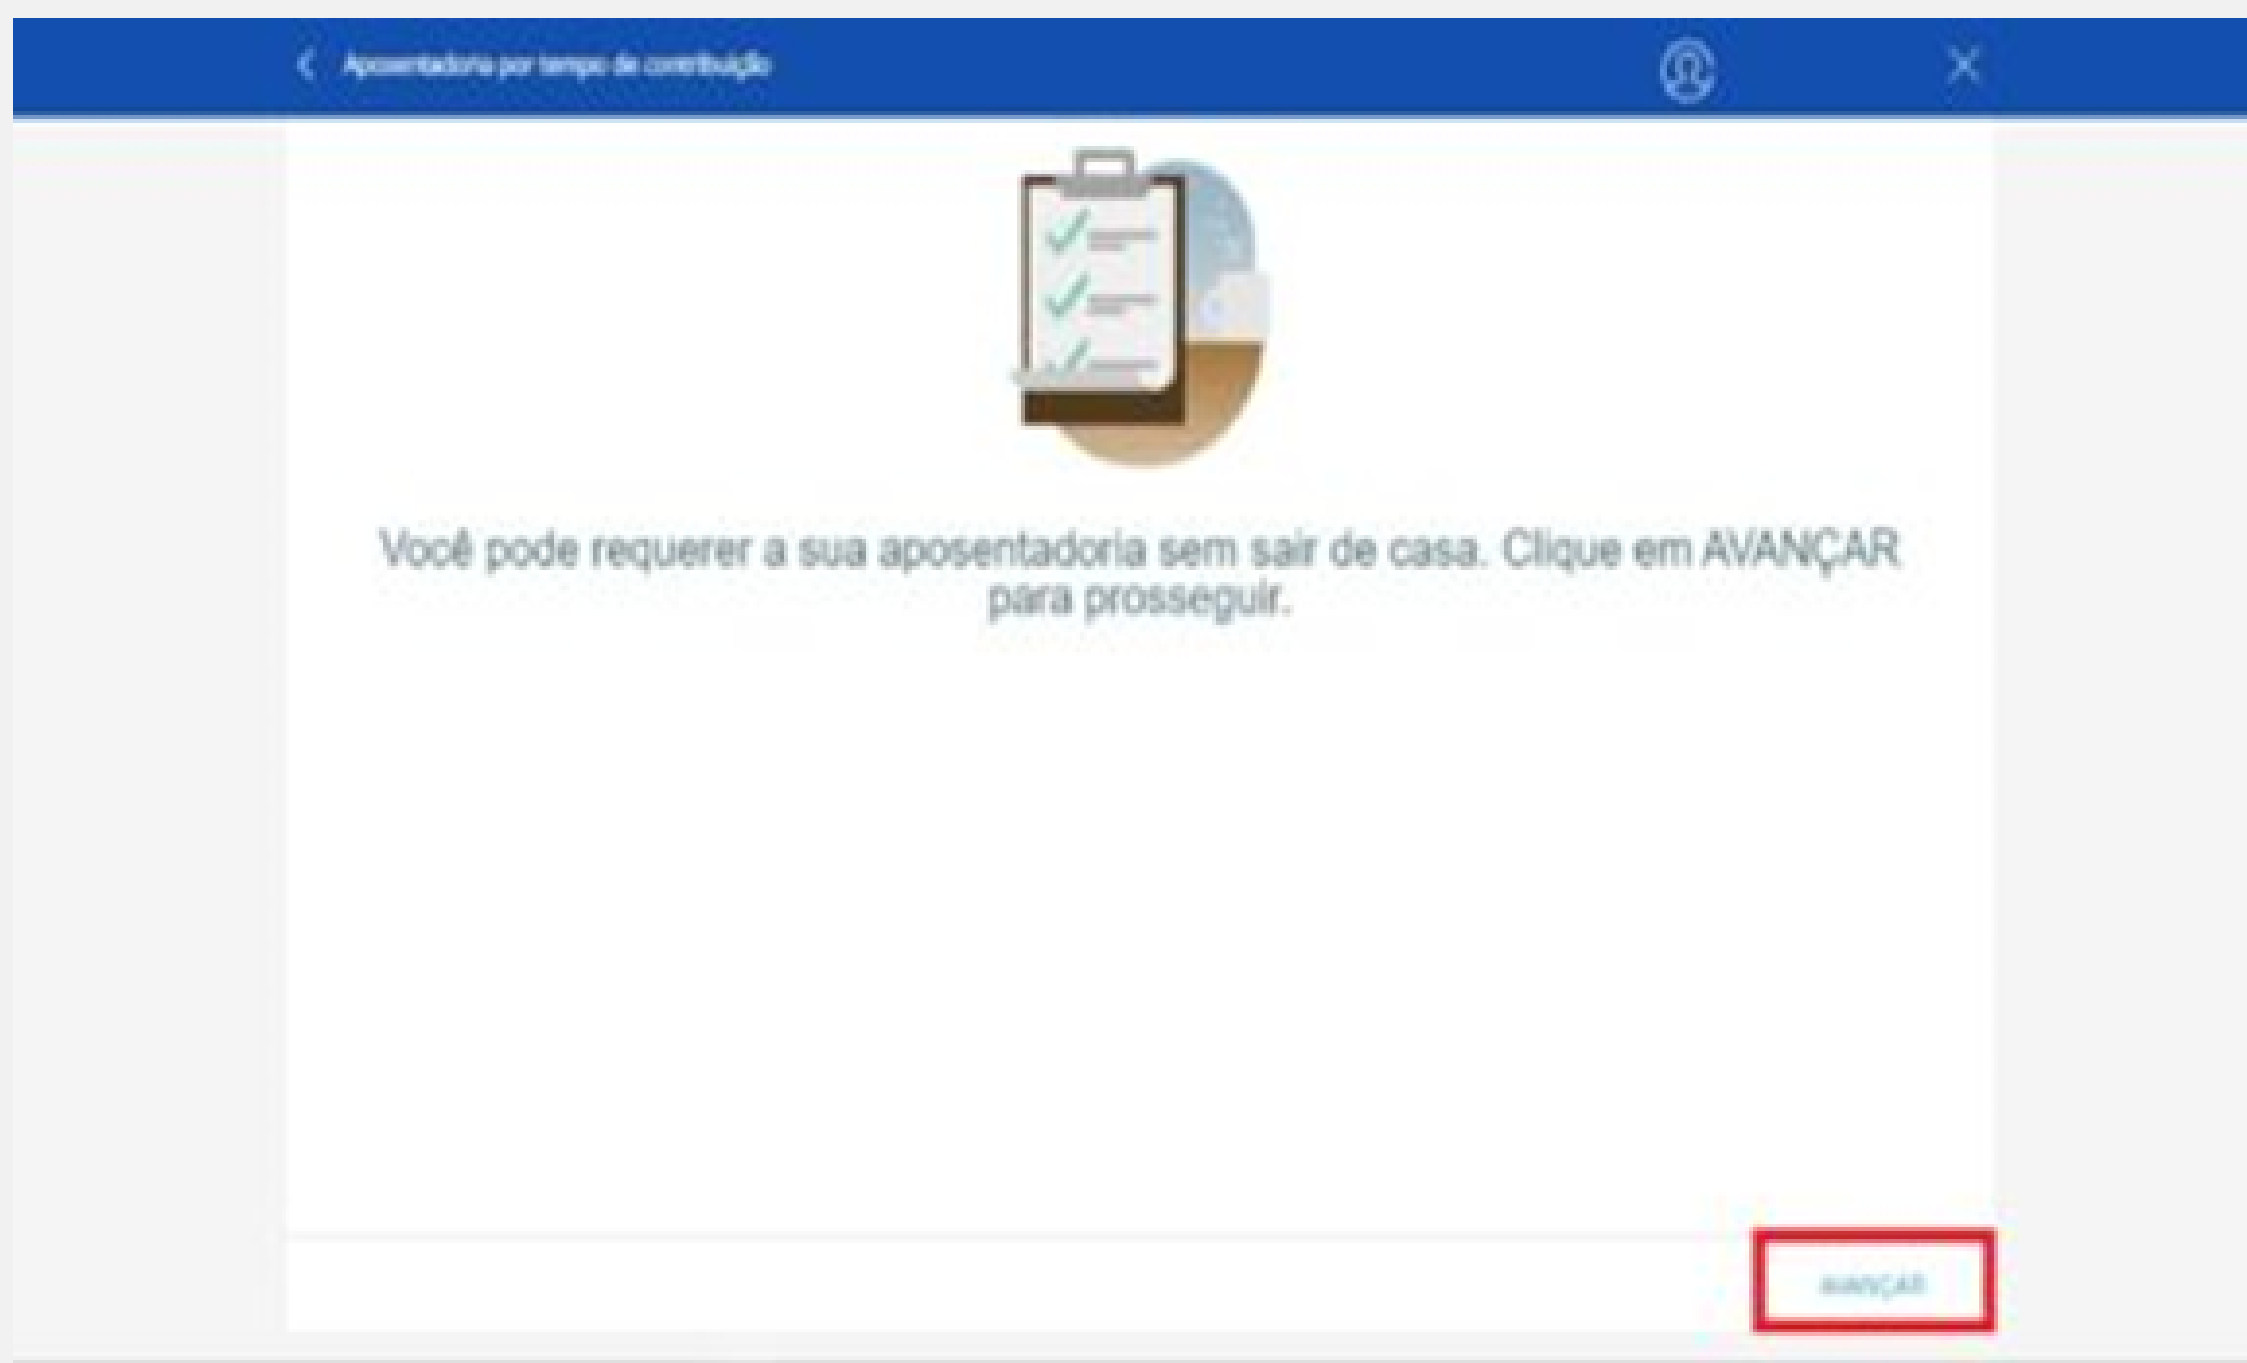 Aposentadoria por tempo de contribuição
Você pode requerer a sua aposentadoria sem sair de casa. Clique em AVANÇAR
para prosseguir.
AVANÇAR